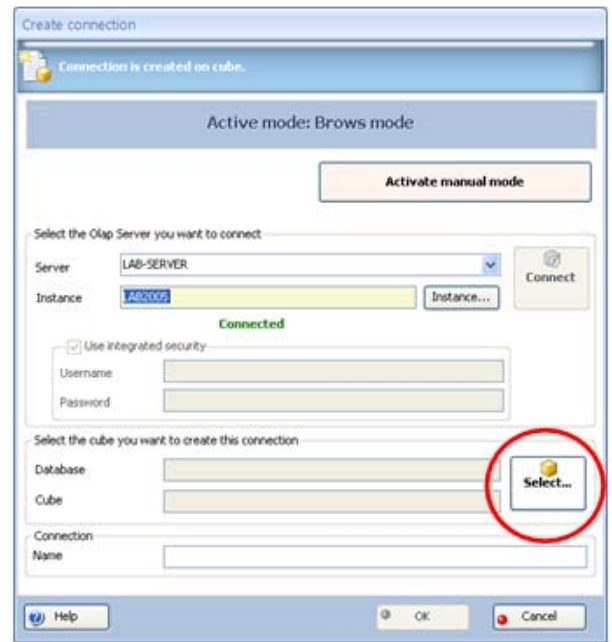 Create connection
Connection is created on cube.
Active mode: Brows mode
Activate manual mode
Select the Olap Server you want to connect
Server LAB-SERVER
Connect
Instance LAB2005 Instance...
Connected
Use integrated security
Username
Password
Select the cube you want to create this connection
Database
Select...
Cube
Connection
Name
Help OK Cancel